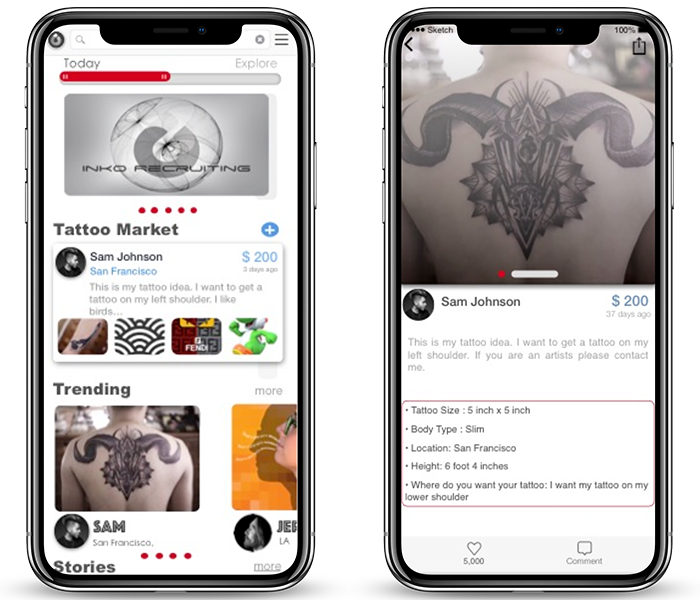 Today
Explore
INKO RECRUITING
Tattoo Market
Sam Johnson
$ 200
San Francisco
3 days ago
This is my tattoo idea. I want to get a
tattoo on my left shoulder. I like
birds...
FENDI
Trending
more
SAM
San Francisco,
LA
Stories
more
Sketch
100%
Sam Johnson
$ 200
37 days ago
This is my tattoo idea. I want to get a tattoo on my
left shoulder. If you are an artists please contact
me.
• Tattoo Size : 5 inch x 5 inch
• Body Type : Slim
• Location: San Francisco
• Height: 6 foot 4 inches
• Where do you want your tattoo: I want my tattoo on my
lower shoulder
5,000
Comment